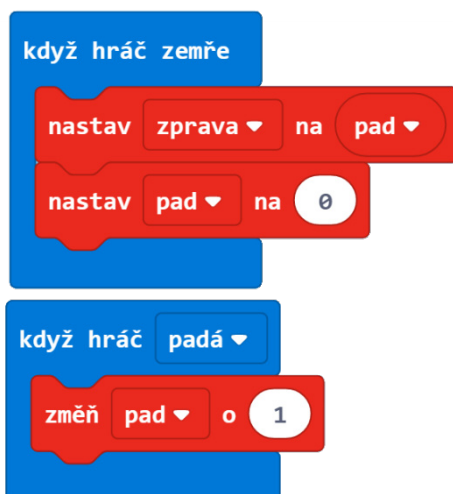 když hráč zemře
nastav zprava na pad
nastav pad na 0
když hráč padá
změň pad o 1